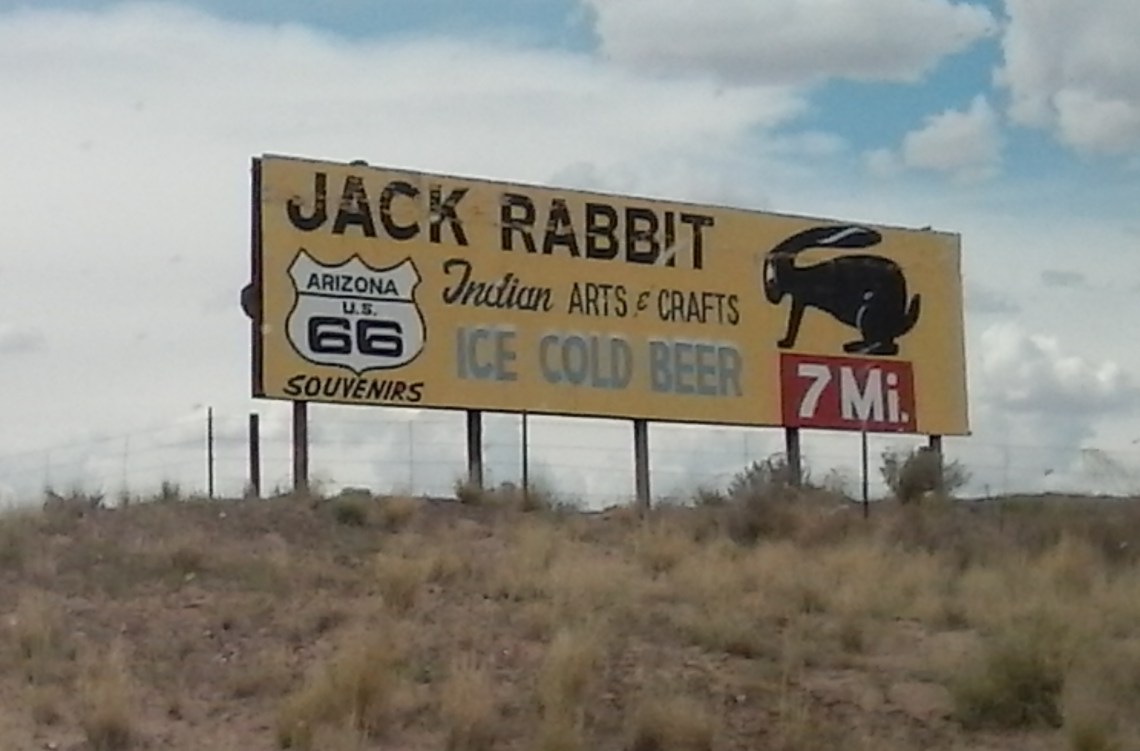 JACK RABBIT
ARIZONA
U.S.
66
SOUVENIRS
Indian ARTS & CRAFTS
ICE COLD BEER
7 Mi.